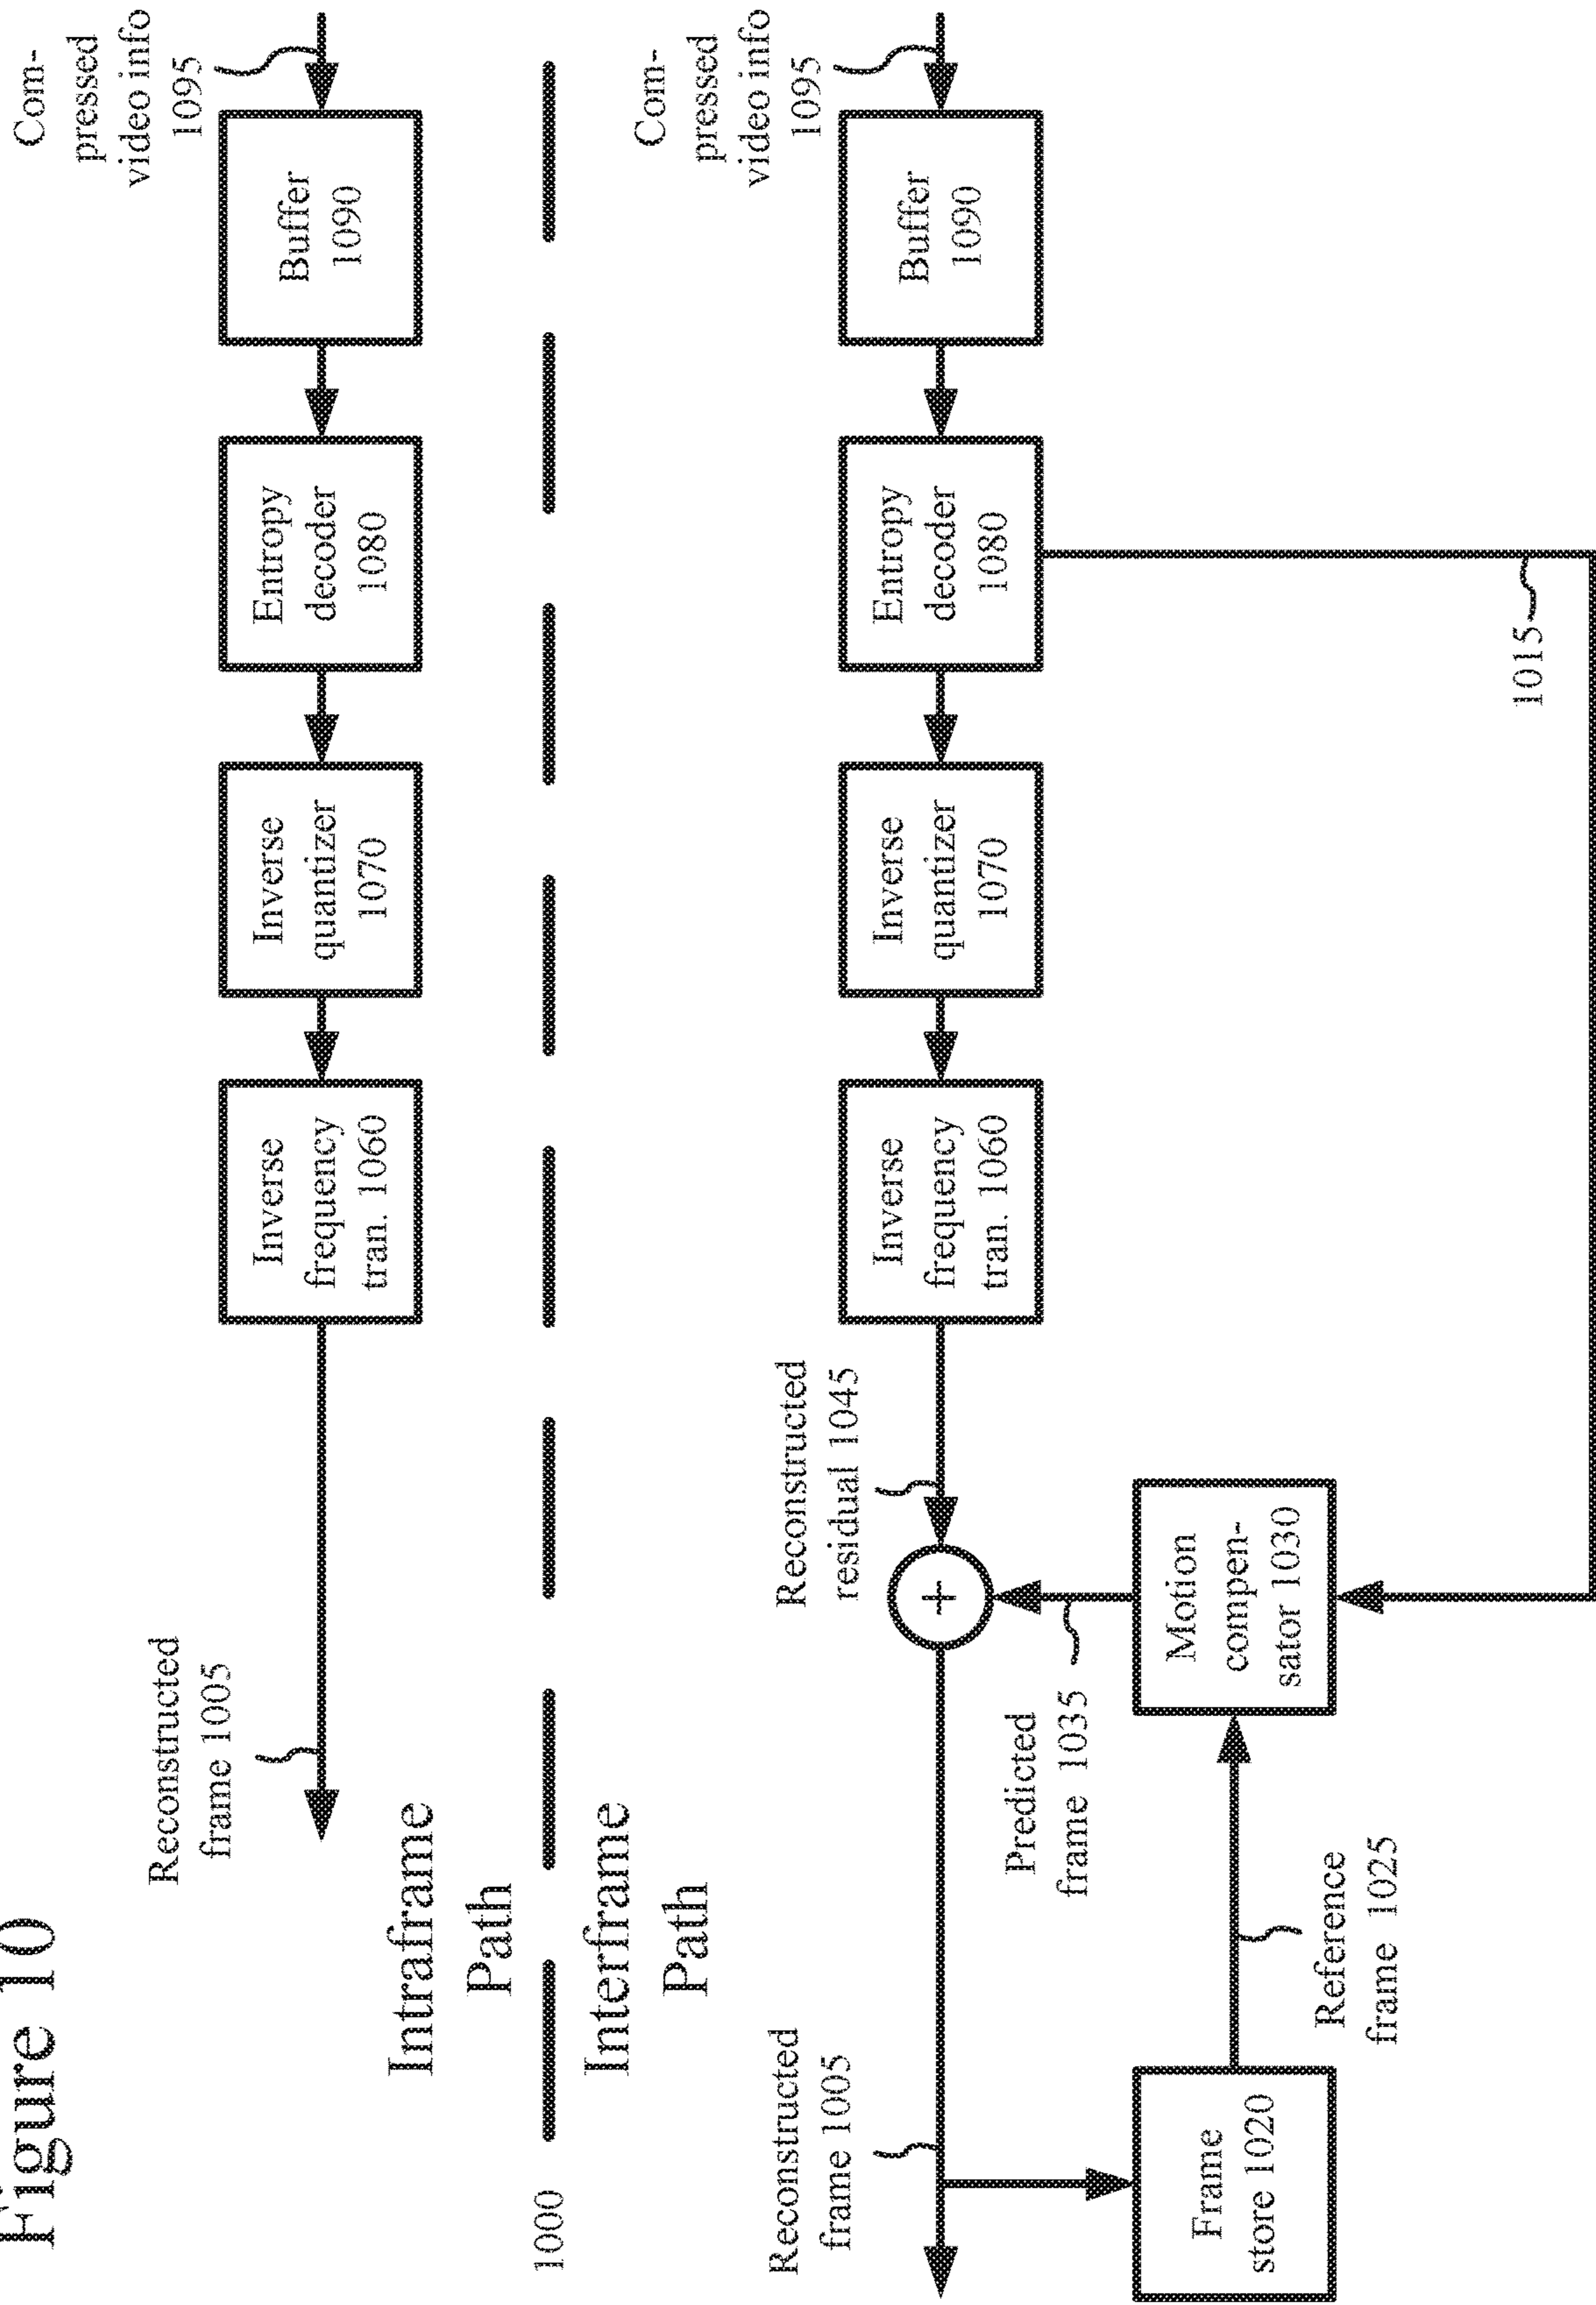 Figure 10
Com-
pressed
video info
1095
Buffer
1090
Entropy
decoder
1080
Inverse
quantizer
1070
Inverse
frequency
tran. 1060
Reconstructed
frame 1005
Intraframe
Path
1000
Interframe
Path
Com-
pressed
video info
1095
Buffer
1090
Entropy
decoder
1080
Inverse
quantizer
1070
Inverse
frequency
tran. 1060
Reconstructed
residual 1045
+
Reconstructed
frame 1005
Predicted
frame 1035
Motion
compen-
sator 1030
Reference
frame 1025
Frame
store 1020
1015